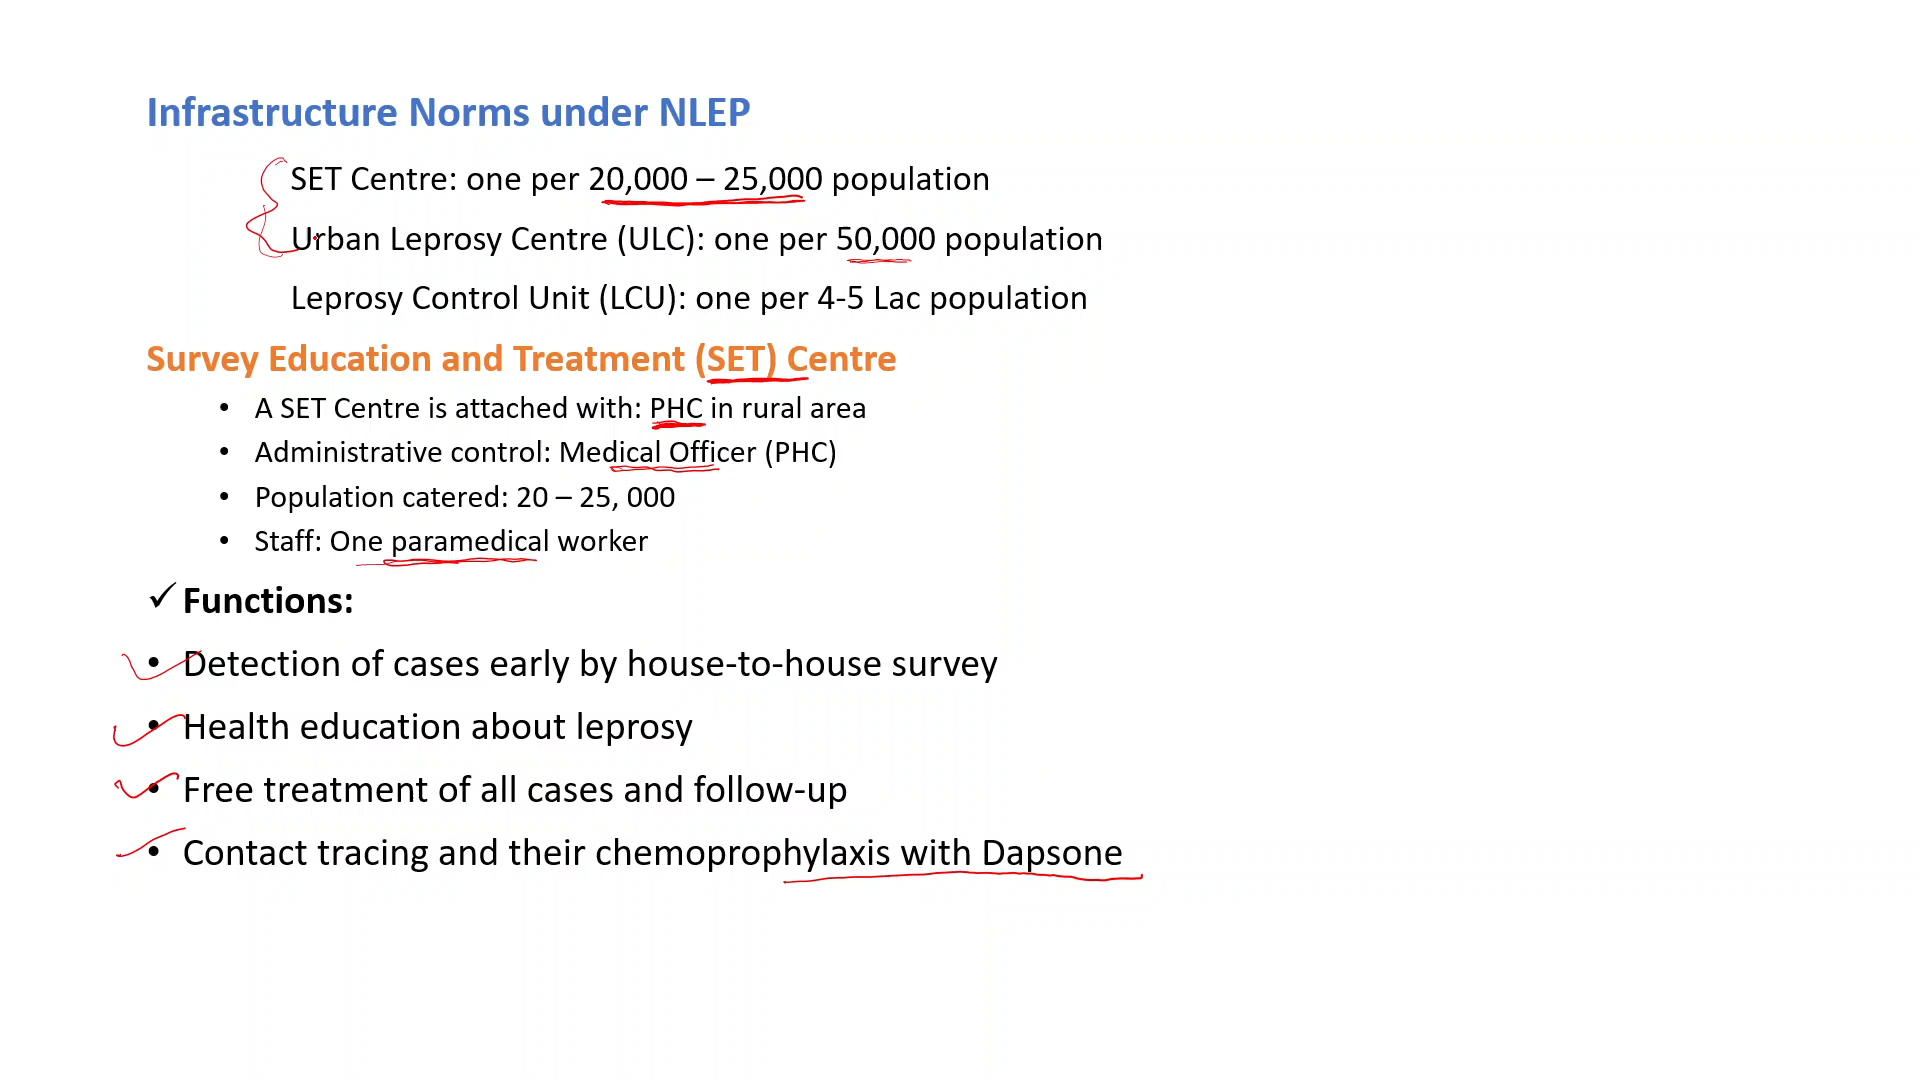 Infrastructure Norms under NLEP
SET Centre: one per 20,000 – 25,000 population
Urban Leprosy Centre (ULC): one per 50,000 population
Leprosy Control Unit (LCU): one per 4-5 Lac population
Survey Education and Treatment (SET) Centre
• A SET Centre is attached with: PHC in rural area
• Administrative control: Medical Officer (PHC)
• Population catered: 20 – 25, 000
• Staff: One paramedical worker
✓ Functions:
• Detection of cases early by house-to-house survey
• Health education about leprosy
• Free treatment of all cases and follow-up
• Contact tracing and their chemoprophylaxis with Dapsone